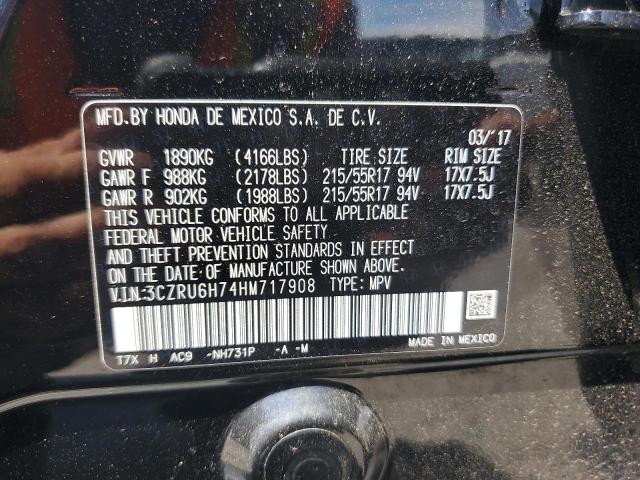 MFD.BY HONDA DE MEXICO S.A. DE C.V.
03/'17
GVWR 1890KG (4166LBS) TIRE SIZE RIM SIZE
GAWR F 988KG (2178LBS) 215/55R17 94V 17X7.5J
GAWR R 902KG (1988LBS) 215/55R17 94V 17X7.5J
THIS VEHICLE CONFORMS TO ALL APPLICABLE
FEDERAL MOTOR VEHICLE SAFETY
AND THEFT PREVENTION STANDARDS IN EFFECT
ON THE DATE OF MANUFACTURE SHOWN ABOVE.
V.I.N.:3CZRU6H74HM717908 TYPE: MPV
T7X H AC9 -NH731P -A -M
MADE IN MEXICO